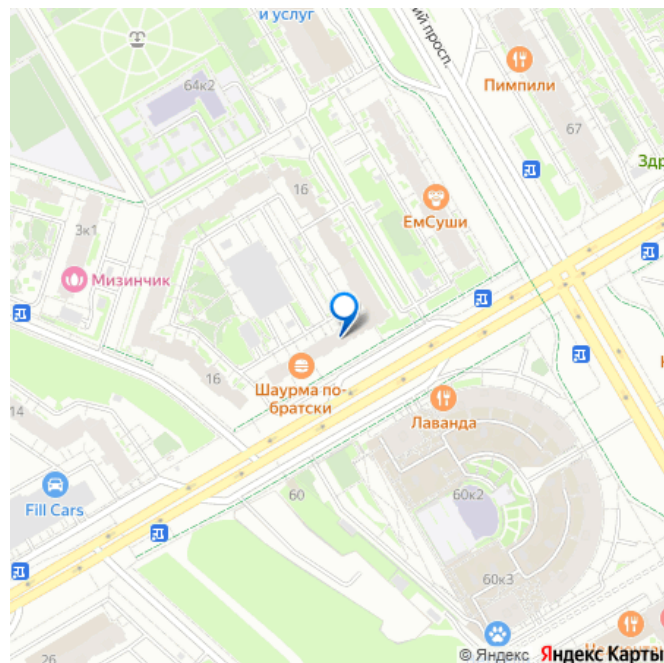 и услуг
ий просп.
Пимпили
64к2
67
Здр
16
ЕмСуши
3к1
Мизинчик
16
Шаурма по-
братски
14
Лаванда
Fill Cars
60
60к2
60к3
26
© Яндекс Яндекс Карты